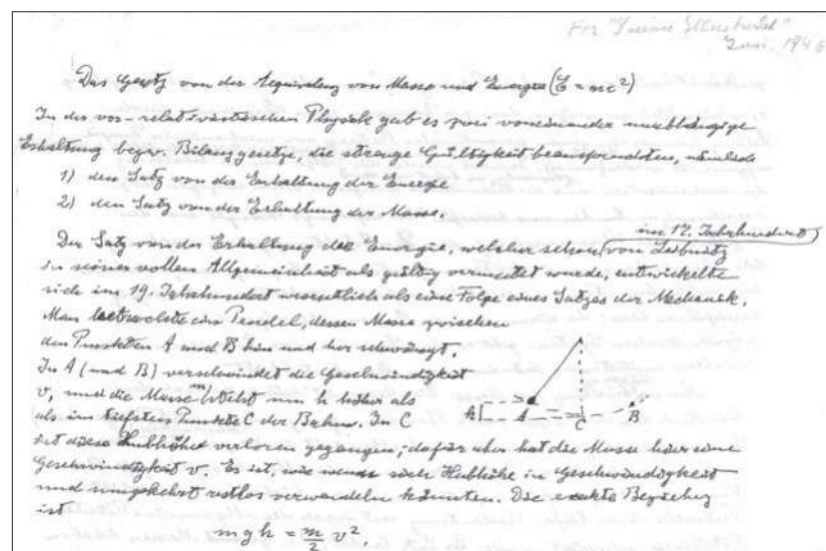 For "Science Illustrated"
Juni. 1946
Das Gesetz von der Aequivalenz von Masse und Energie (E = mc²)
In der vor-relativistischen Physik gab es zwei voneinander unabhängige
Erhaltung bezw. Bilanzgesetze, die strenge Gültigkeit beanspruchten, nämlich
1) den Satz von der Erhaltung der Energie
2) den Satz von der Erhaltung der Masse.
im 17. Jahrhundert
Der Satz von der Erhaltung der Energie, welcher schon von Leibnitz
in seiner vollen Allgemeinheit als gültig vermutet wurde, entwickelte
sich im 19. Jahrhundert wesentlich als eine Folge eines Satzes der Mechanik.
Man betrachte ein Pendel, dessen Masse zwischen
den Punkten A und B hin und her schwingt.
In A (und B) verschwindet die Geschwindigkeit
v, und die Masse m um h höher als
als im tiefsten Punkte C der Bahn. In C
ist diese Hubhöhe verloren gegangen; dafür aber hat die Masse hier eine
Geschwindigkeit v. Es ist, wie wenn sich Hubhöhe in Geschwindigkeit
und umgekehrt restlos verwandeln könnten. Die exakte Beziehung
ist
mgh = m/2 v².
h A C B